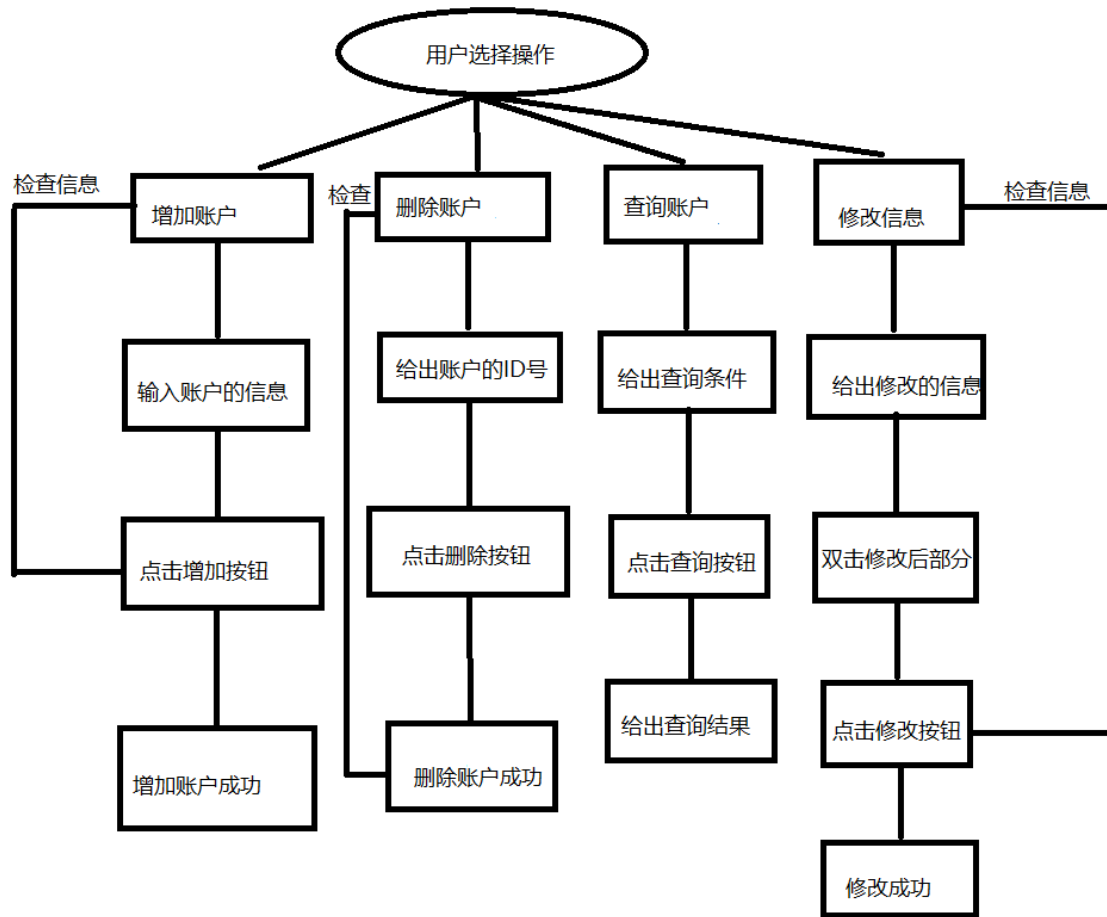 用户选择操作
检查信息
增加账户
检查
删除账户
查询账户
修改信息
检查信息
输入账户的信息
给出账户的ID号
给出查询条件
给出修改的信息
点击增加按钮
点击删除按钮
点击查询按钮
双击修改后部分
增加账户成功
删除账户成功
给出查询结果
点击修改按钮
修改成功